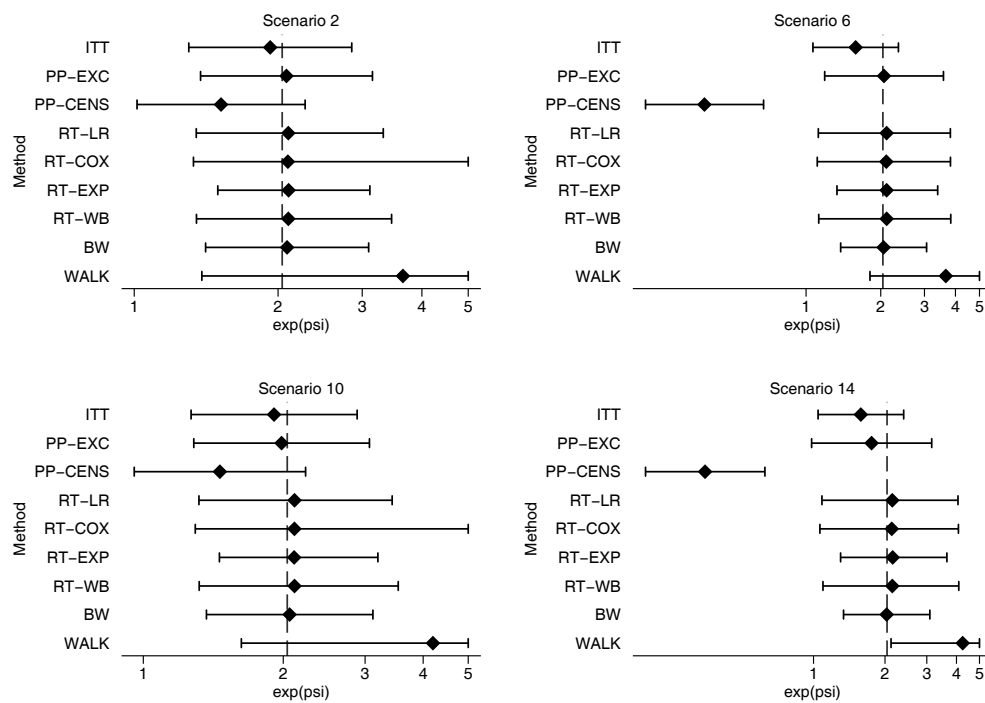 Scenario 2
Method
ITT
PP−EXC
PP−CENS
RT−LR
RT−COX
RT−EXP
RT−WB
BW
WALK
1 2 3 4 5
exp(psi)
Scenario 6
Method
ITT
PP−EXC
PP−CENS
RT−LR
RT−COX
RT−EXP
RT−WB
BW
WALK
1 2 3 4 5
exp(psi)
Scenario 10
Method
ITT
PP−EXC
PP−CENS
RT−LR
RT−COX
RT−EXP
RT−WB
BW
WALK
1 2 3 4 5
exp(psi)
Scenario 14
Method
ITT
PP−EXC
PP−CENS
RT−LR
RT−COX
RT−EXP
RT−WB
BW
WALK
1 2 3 4 5
exp(psi)